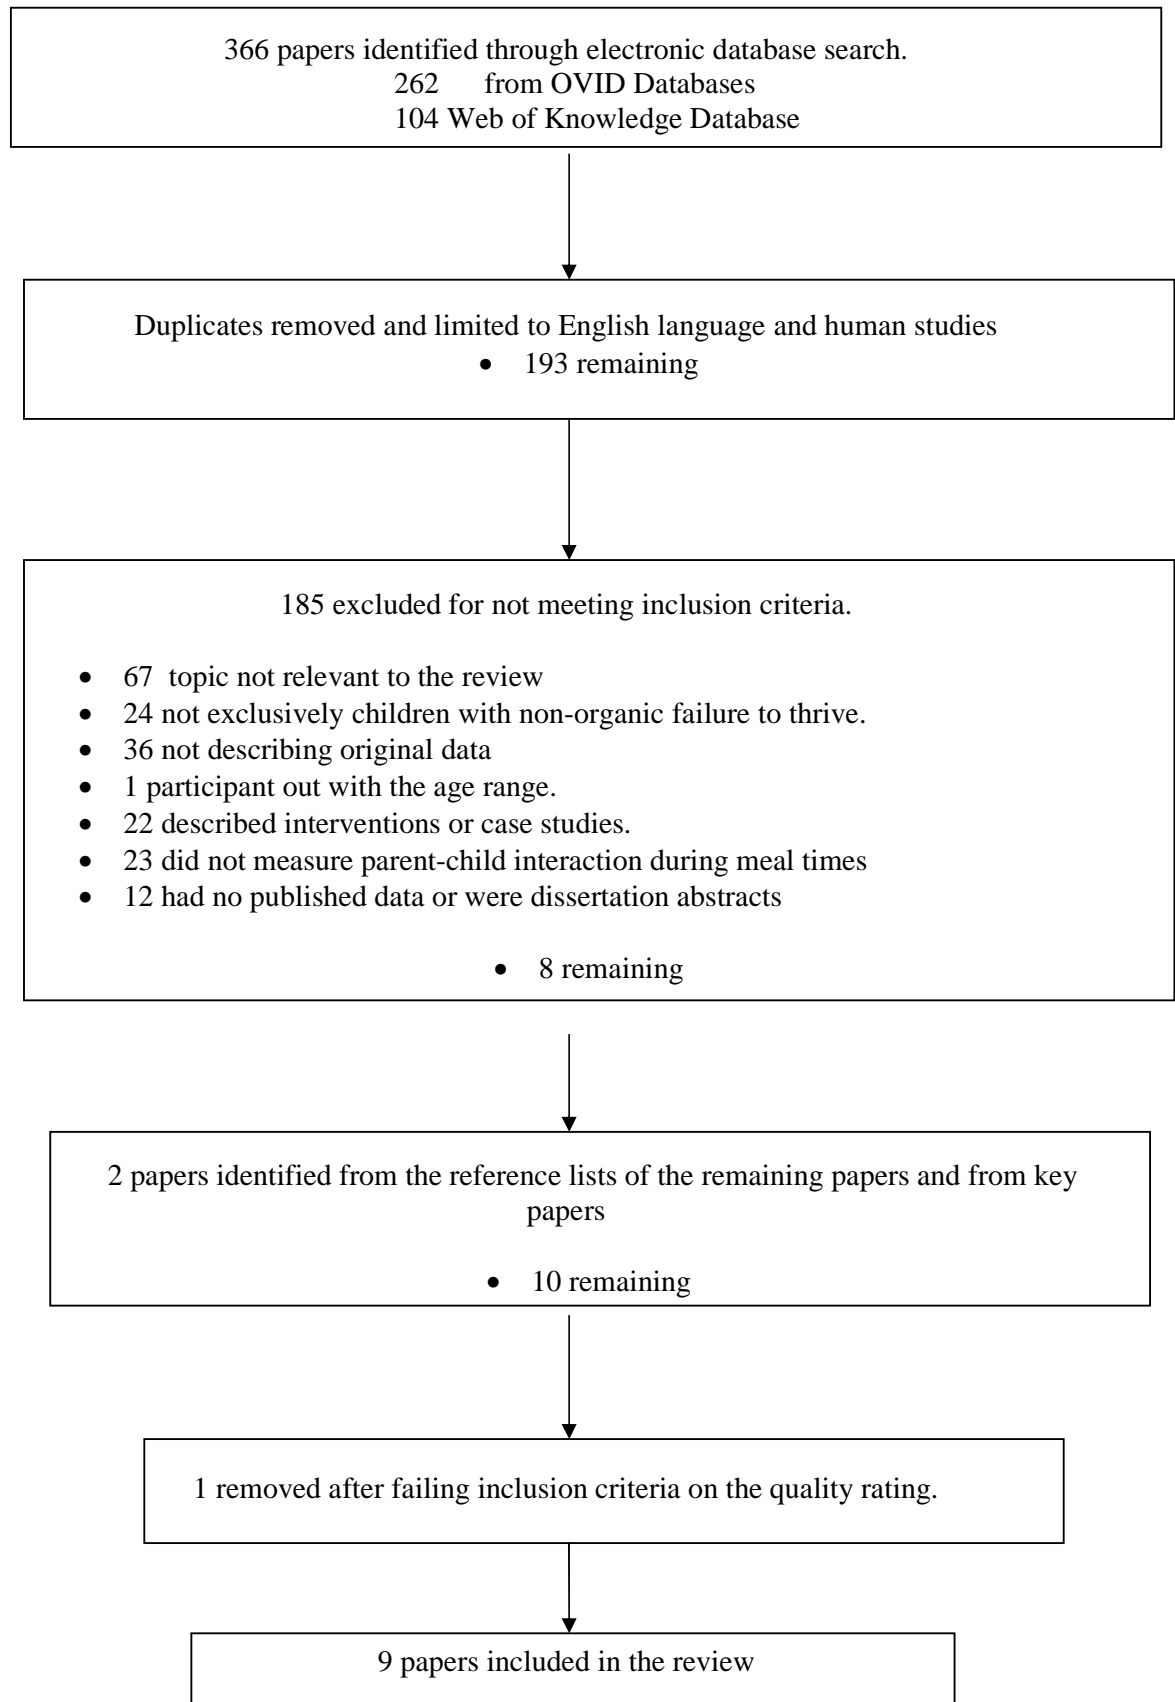 366 papers identified through electronic database search.
262 from OVID Databases
104 Web of Knowledge Database
Duplicates removed and limited to English language and human studies
• 193 remaining
185 excluded for not meeting inclusion criteria.
• 67 topic not relevant to the review
• 24 not exclusively children with non-organic failure to thrive.
• 36 not describing original data
• 1 participant out with the age range.
• 22 described interventions or case studies.
• 23 did not measure parent-child interaction during meal times
• 12 had no published data or were dissertation abstracts
• 8 remaining
2 papers identified from the reference lists of the remaining papers and from key
papers
• 10 remaining
1 removed after failing inclusion criteria on the quality rating.
9 papers included in the review